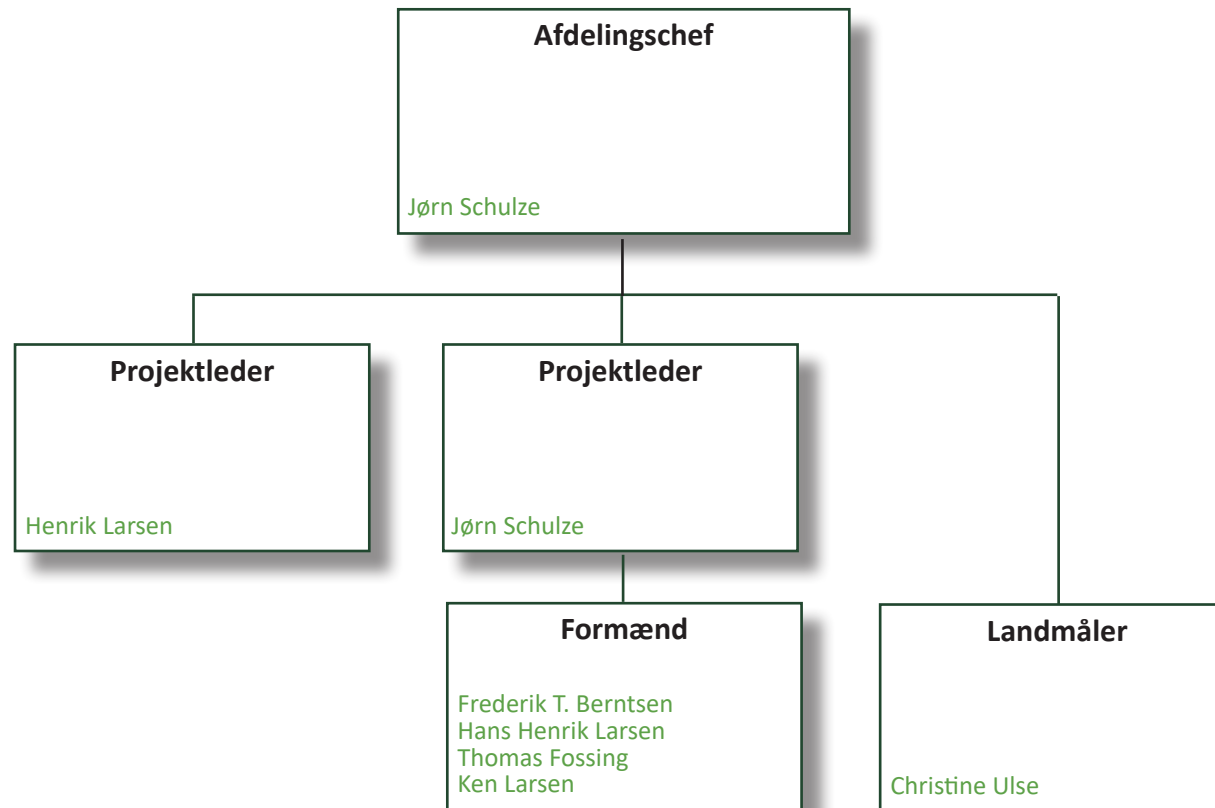 Afdelingschef
Jørn Schulze
Projektleder
Henrik Larsen
Projektleder
Jørn Schulze
Formænd
Frederik T. Berntsen
Hans Henrik Larsen
Thomas Fossing
Ken Larsen
Landmåler
Christine Ulse